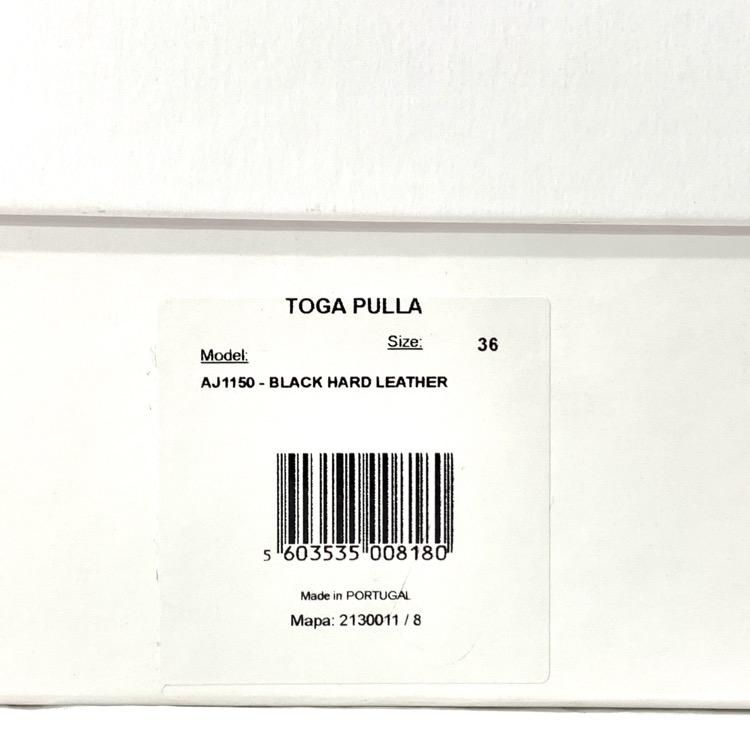 TOGA PULLA
Size: 36
Model:
AJ1150 - BLACK HARD LEATHER
5 603535 008180
Made in PORTUGAL
Mapa: 2130011 / 8